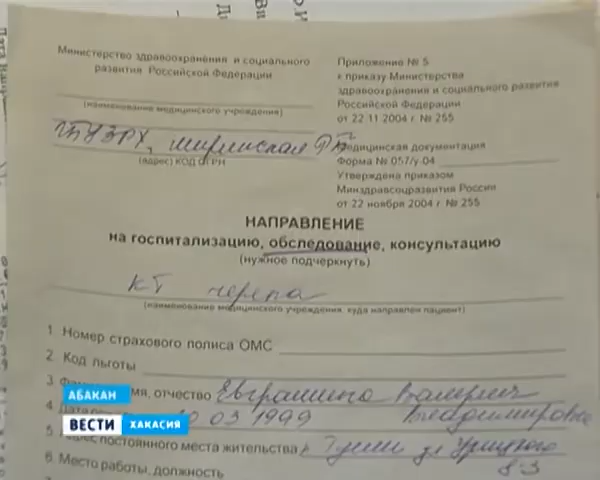 Министерство здравоохранения и социального
развития Российской Федерации
(наименование медицинского учреждения)
(адрес) КОД ОГРН
Приложение № 5
к приказу Министерства
здравоохранения и социального развития
Российской Федерации
от 22.11 2004 г № 255
Медицинская документация
Форма № 057/у-04
Утверждена приказом
Минздравсоцразвития России
от 22 ноября 2004 г № 255
НАПРАВЛЕНИЕ
на госпитализацию, обследование, консультацию
(нужное подчеркнуть)
КТ черепа
(наименование медицинского учреждения, куда направлен пациент)
1 Номер страхового полиса ОМС
2. Код льготы
3 отчество Валерия
Владимировна
4 03 1999
5 постоянного места жительства
6 Место работы, должность
АБАКАН
ВЕСТИ ХАКАСИЯ